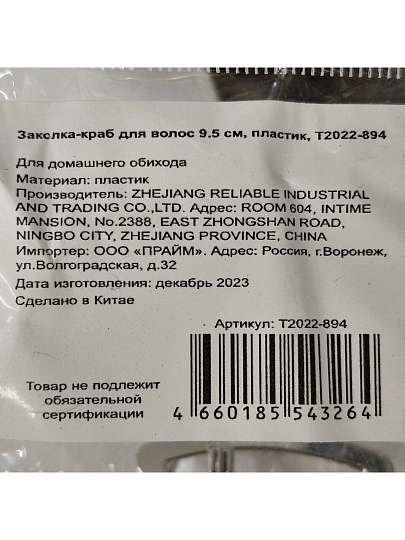 Заколка-краб для волос 9.5 см, пластик, Т2022-894
Для домашнего обихода
Материал: пластик
Производитель: ZHEJIANG RELIABLE INDUSTRIAL
AND TRADING CO.,LTD. Адрес: ROOM 604, INTIME
MANSION, No.2388, EAST ZHONGSHAN ROAD,
NINGBO CITY, ZHEJIANG PROVINCE, CHINA
Импортер: ООО «ПРАЙМ». Адрес: Россия, г.Воронеж,
ул.Волгоградская, д.32
Дата изготовления: декабрь 2023
Сделано в Китае
Артикул: Т2022-894
Товар не подлежит
обязательной
сертификации
4 660185 543264